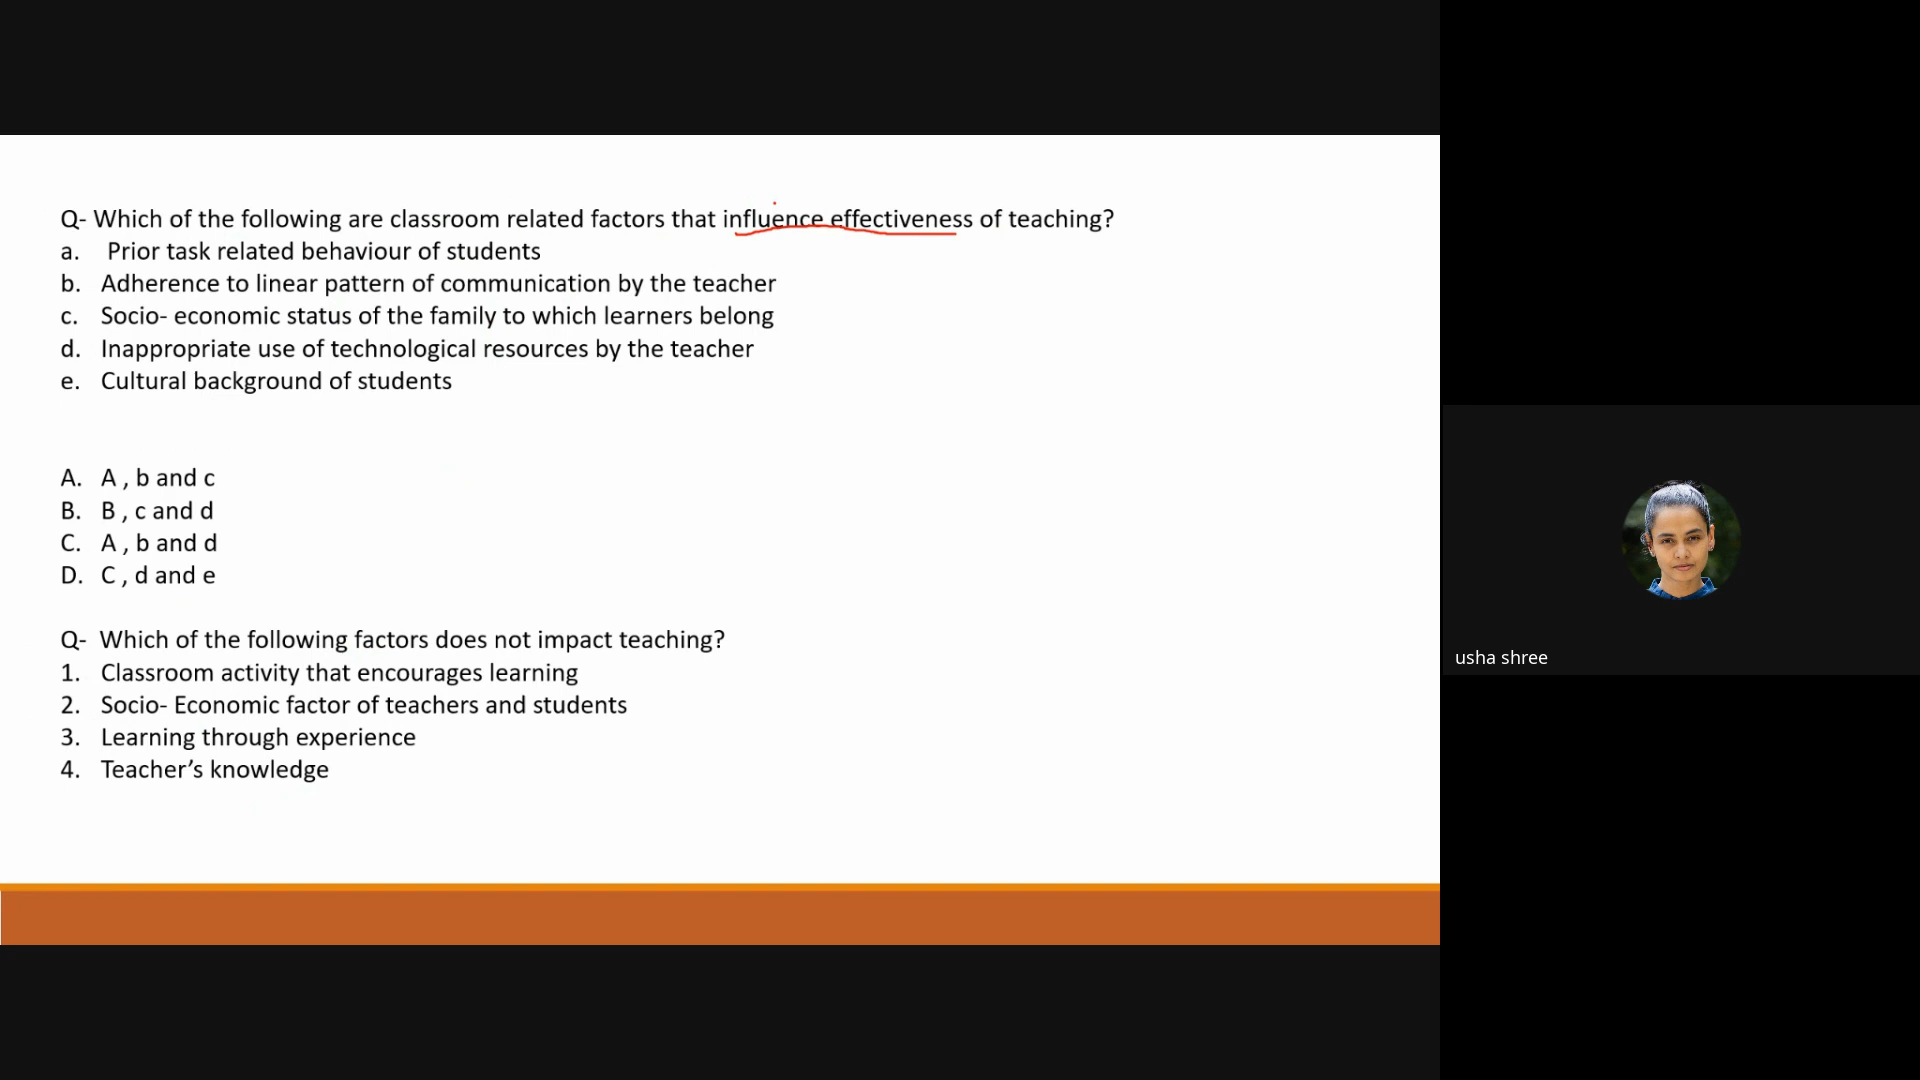 Q- Which of the following are classroom related factors that influence effectiveness of teaching?
a. Prior task related behaviour of students
b. Adherence to linear pattern of communication by the teacher
c. Socio- economic status of the family to which learners belong
d. Inappropriate use of technological resources by the teacher
e. Cultural background of students
A. A , b and c
B. B , c and d
C. A , b and d
D. C , d and e
Q- Which of the following factors does not impact teaching?
1. Classroom activity that encourages learning
2. Socio- Economic factor of teachers and students
3. Learning through experience
4. Teacher’s knowledge
usha shree